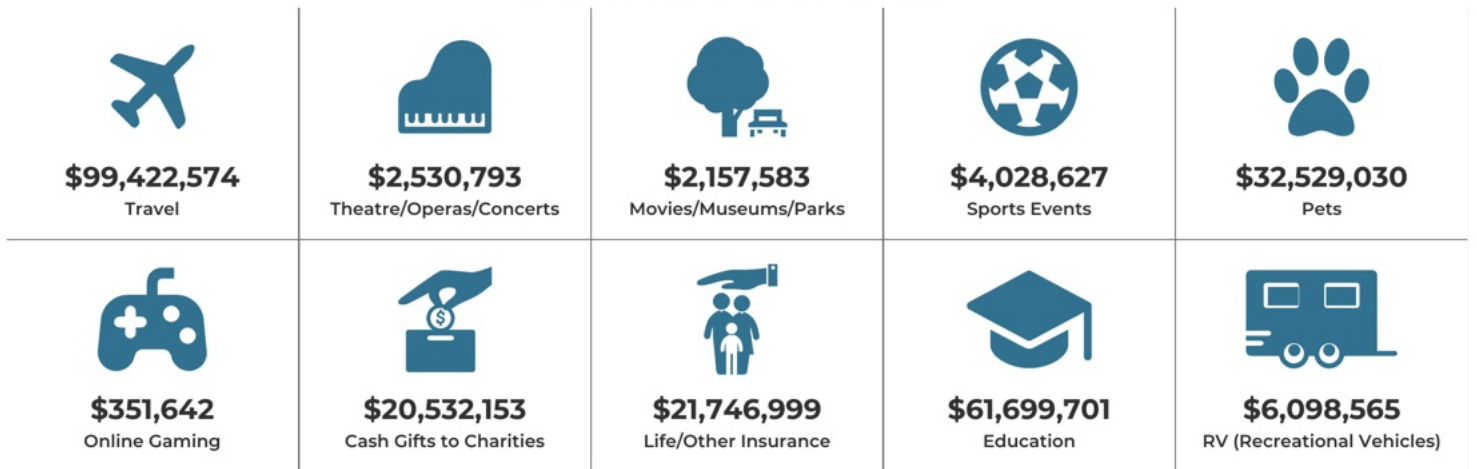 $99,422,574
Travel
$2,530,793
Theatre/Operas/Concerts
$2,157,583
Movies/Museums/Parks
$4,028,627
Sports Events
$32,529,030
Pets
$351,642
Online Gaming
$
$20,532,153
Cash Gifts to Charities
$21,746,999
Life/Other Insurance
$61,699,701
Education
$6,098,565
RV (Recreational Vehicles)